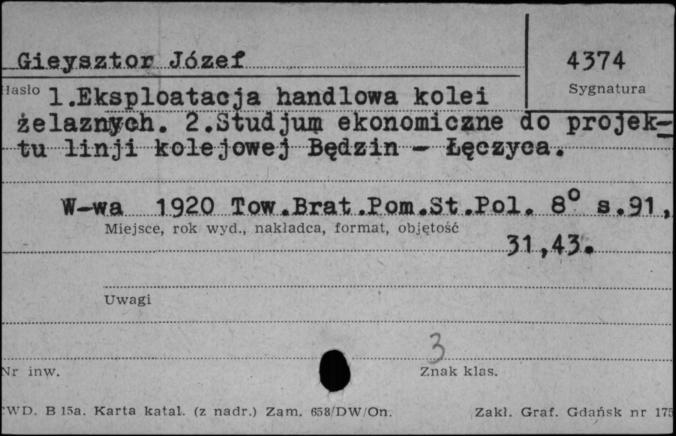 Gieysztor Józef
4374
Hasło
Sygnatura
1.Eksploatacja handlowa kolei
żelaznych. 2.Studjum ekonomiczne do projek-
tu linji kolejowej Będzin - Łęczyca.
W-wa 1920 Tow.Brat.Pom.St.Pol. 8° s.91,
Miejsce, rok wyd., nakładca, format, objętość
31,43.
Uwagi
3
Nr inw.
Znak klas.
WD. B 15a. Karta katal. (z nadr.) Zam. 658/DW/On.
Zakł. Graf. Gdańsk nr 175